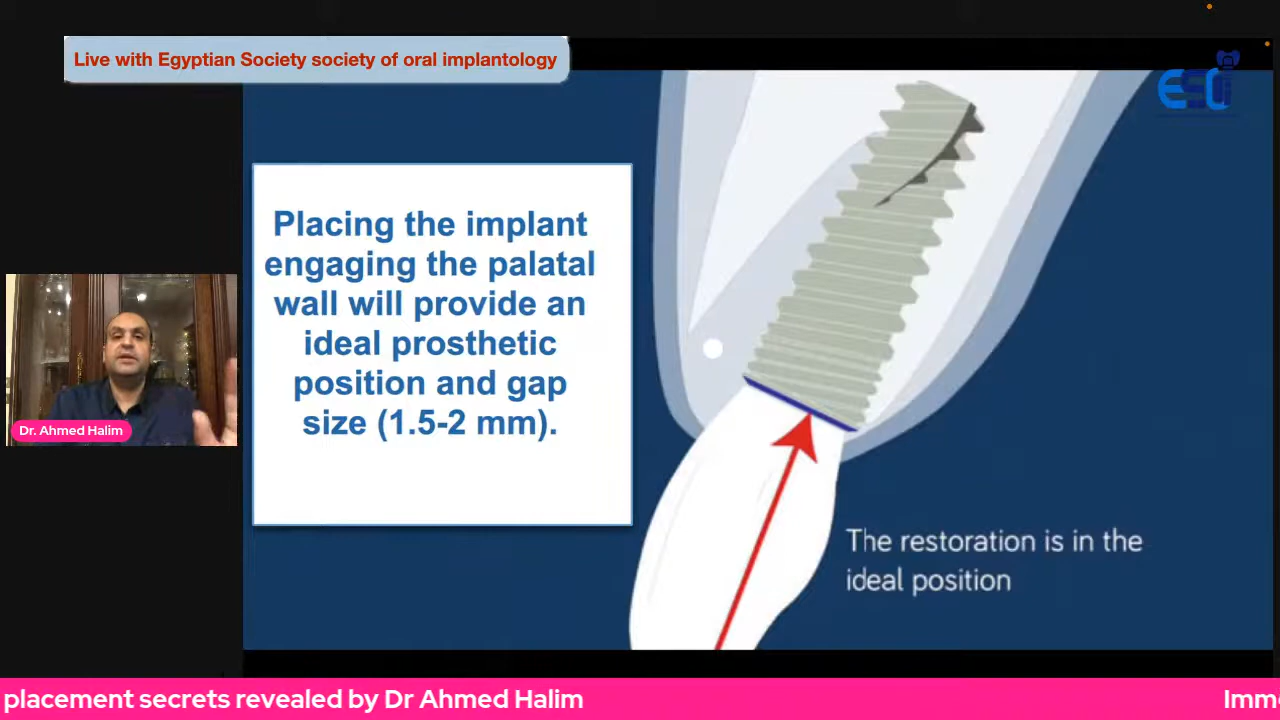 Live with Egyptian Society society of oral implantology
ESOI
Placing the implant
engaging the palatal
wall will provide an
ideal prosthetic
position and gap
size (1.5-2 mm).
Dr. Ahmed Halim
The restoration is in the
ideal position
placement secrets revealed by Dr Ahmed Halim
Imme